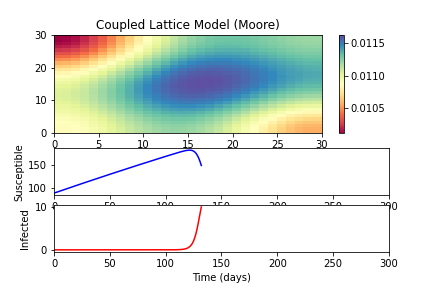 Coupled Lattice Model (Moore)
30
20
10
0
0 5 10 15 20 25 30
0.0115
0.0110
0.0105
Susceptible
150
100
0 50 100 150 200 250 300
Infected
10
0
0 50 100 150 200 250 300
Time (days)